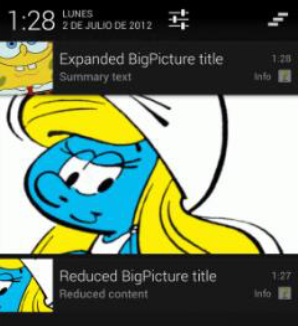 1:28 LUNES
2 DE JULIO DE 2012
Expanded BigPicture title 1:28
Summary text Info
Reduced BigPicture title 1:27
Reduced content Info